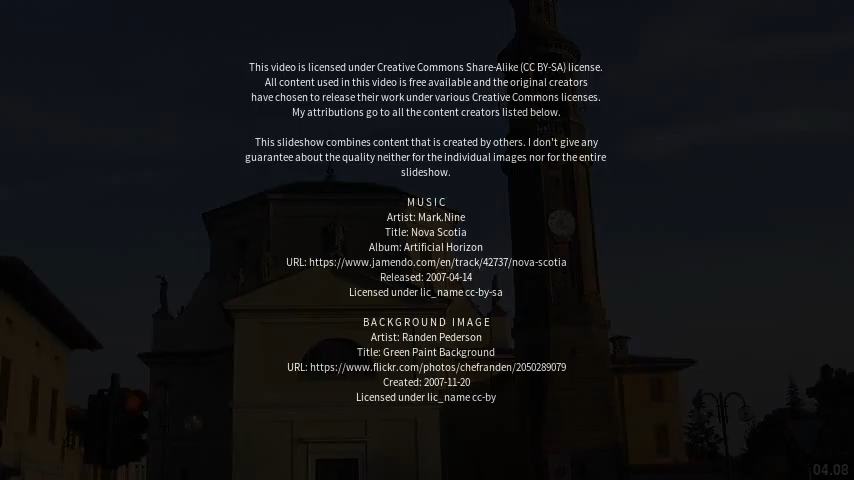 This video is licensed under Creative Commons Share-Alike (CC BY-SA) license.
All content used in this video is free available and the original creators
have chosen to release their work under various Creative Commons licenses.
My attributions go to all the content creators listed below.
This slideshow combines content that is created by others. I don't give any
guarantee about the quality neither for the individual images nor for the entire
slideshow.
MUSIC
Artist: Mark.Nine
Title: Nova Scotia
Album: Artificial Horizon
URL: https://www.jamendo.com/en/track/42737/nova-scotia
Released: 2007-04-14
Licensed under lic_name cc-by-sa
BACKGROUND IMAGE
Artist: Randen Pederson
Title: Green Paint Background
URL: https://www.flickr.com/photos/chefranden/2050289079
Created: 2007-11-20
Licensed under lic_name cc-by
04.08